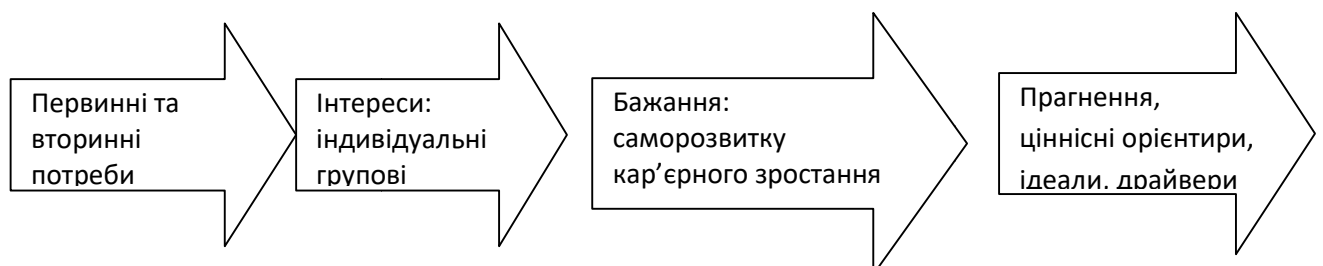 Первинні та
вторинні
потреби
Інтереси:
індивідуальні
групові
Бажання:
саморозвитку
кар’єрного зростання
Прагнення,
ціннісні орієнтири,
ідеали, драйвери